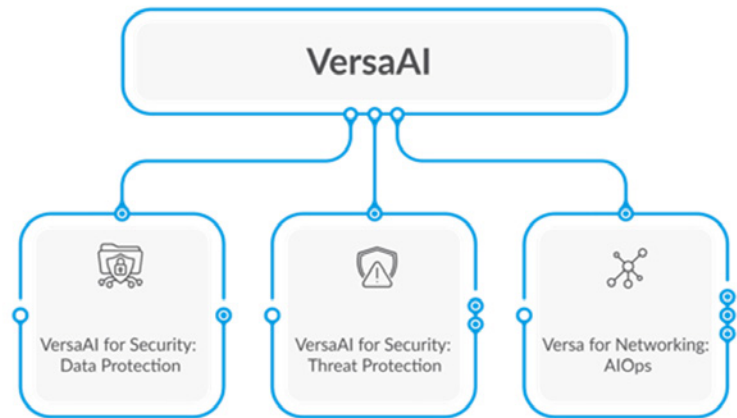 VersaAI
VersaAI for Security:
Data Protection
VersaAI for Security:
Threat Protection
Versa for Networking:
AIOps